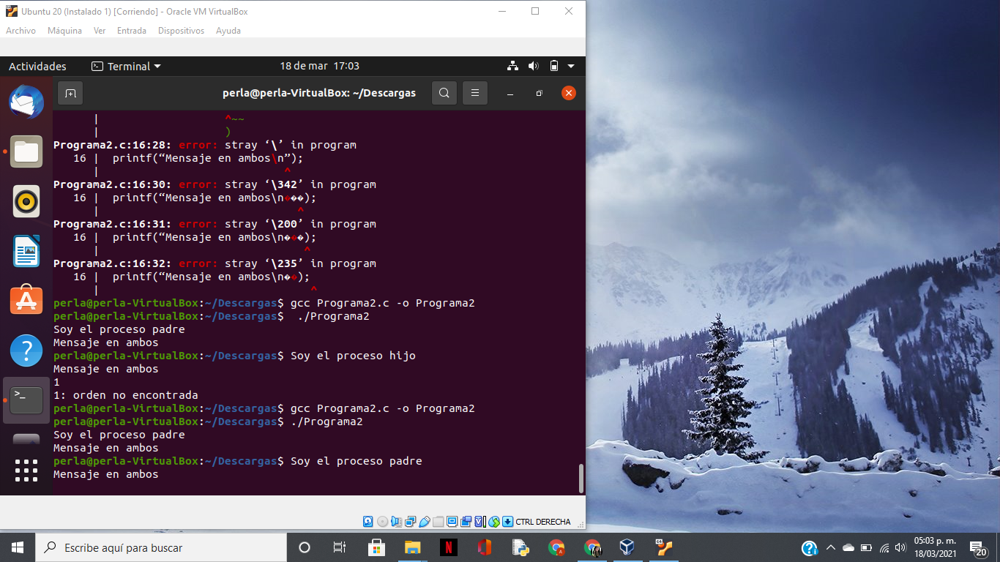 Ubuntu 20 (Instalado 1) [Corriendo] - Oracle VM VirtualBox
Archivo Máquina Ver Entrada Dispositivos Ayuda
Actividades Terminal 18 de mar 17:03
perla@perla-VirtualBox: ~/Descargas
| ^~~
| )
Programa2.c:16:28: error: stray ‘\’ in program
16 | printf(“Mensaje en ambos\n”);
| ^
Programa2.c:16:30: error: stray ‘\342’ in program
16 | printf(“Mensaje en ambos\n���);
| ^
Programa2.c:16:31: error: stray ‘\200’ in program
16 | printf(“Mensaje en ambos\n���);
| ^
Programa2.c:16:32: error: stray ‘\235’ in program
16 | printf(“Mensaje en ambos\n��);
| ^
perla@perla-VirtualBox:~/Descargas$ gcc Programa2.c -o Programa2
perla@perla-VirtualBox:~/Descargas$  ./Programa2
Soy el proceso padre
Mensaje en ambos
perla@perla-VirtualBox:~/Descargas$ Soy el proceso hijo
Mensaje en ambos
1
1: orden no encontrada
perla@perla-VirtualBox:~/Descargas$ gcc Programa2.c -o Programa2
perla@perla-VirtualBox:~/Descargas$ ./Programa2
Soy el proceso padre
Mensaje en ambos
perla@perla-VirtualBox:~/Descargas$ Soy el proceso padre
Mensaje en ambos
CTRL DERECHA
Escribe aquí para buscar
05:03 p. m.
18/03/2021
20